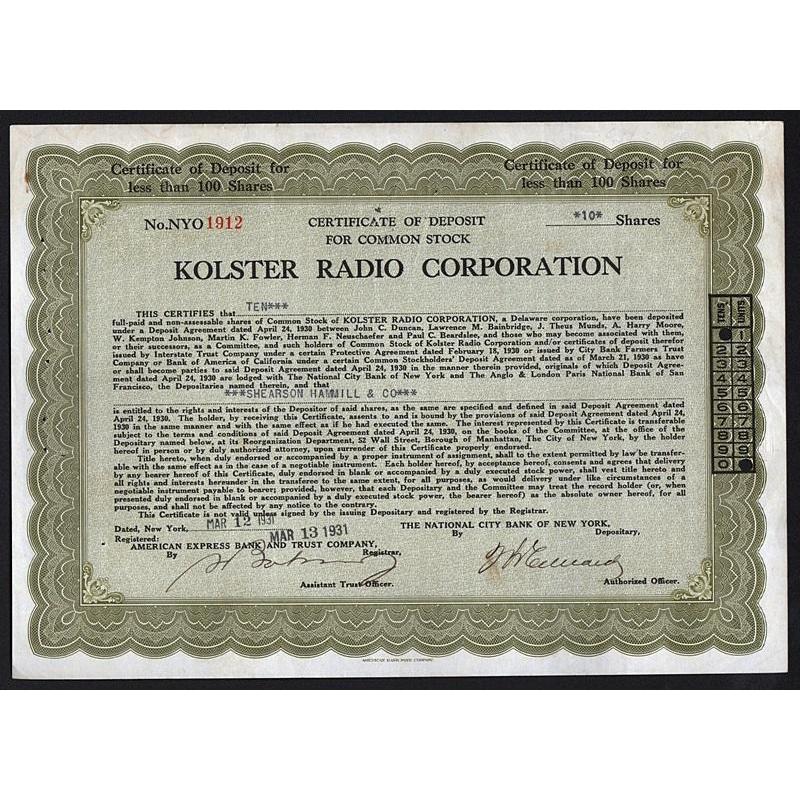 Certificate of Deposit for less than 100 Shares
Certificate of Deposit for less than 100 Shares
No.NYO 1912
CERTIFICATE OF DEPOSIT
FOR COMMON STOCK
*10* Shares
KOLSTER RADIO CORPORATION
THIS CERTIFIES that TEN***
full-paid and non-assessable shares of Common Stock of KOLSTER RADIO CORPORATION, a Delaware corporation, have been deposited
under a Deposit Agreement dated April 24, 1930 between John C. Duncan, Lawrence M. Bainbridge, J. Theus Munds, A. Harry Moore,
W. Kempton Johnson, Martin K. Fowler, Herman F. Neuschaefer and Paul C. Beardslee, and those who may become associated with them,
or their successors, as a Committee, and such holders of Common Stock of Kolster Radio Corporation and/or certificates of deposit therefor
issued by Interstate Trust Company under a certain Protective Agreement dated February 18, 1930 or issued by City Bank Farmers Trust
Company or Bank of America of California under a certain Common Stockholders' Deposit Agreement dated as of March 21, 1930 as have
or shall become parties to said Deposit Agreement dated April 24, 1930 in the manner therein provided, originals of which Deposit Agree-
ment dated April 24, 1930 are lodged with The National City Bank of New York and The Anglo & London Paris National Bank of San
Francisco, the Depositaries named therein, and that
***SHEARSON HAMMILL & CO***
is entitled to the rights and interests of the Depositor of said shares, as the same are specified and defined in said Deposit Agreement dated
April 24, 1930. The holder, by receiving this Certificate, assents to and is bound by the provisions of said Deposit Agreement dated April 24,
1930 in the same manner and with the same effect as if he had executed the same. The interest represented by this Certificate is transferable
subject to the terms and conditions of said Deposit Agreement dated April 24, 1930, on the books of the Committee, at the office of the
Depositary named below, at its Reorganization Department, 52 Wall Street, Borough of Manhattan, The City of New York, by the holder
hereof in person or by duly authorized attorney, upon surrender of this Certificate properly endorsed.
Title hereto, when duly endorsed or accompanied by a proper instrument of assignment, shall to the extent permitted by law be transfer-
able with the same effect as in the case of a negotiable instrument. Each holder hereof, by acceptance hereof, consents and agrees that delivery
by any bearer hereof, duly endorsed in blank or accompanied by a duly executed stock power, shall vest title hereto and
all rights and interests hereunder in the transferee to the same extent, for all purposes, as would delivery under like circumstances of a
negotiable instrument payable to bearer; provided, however, that each Depositary and the Committee may treat the record holder (or, when
presented duly endorsed in blank or accompanied by a duly executed stock power, the bearer hereof) as the absolute owner hereof, for all
purposes, and shall not be affected by any notice to the contrary.
This Certificate is not valid unless signed by the issuing Depositary and registered by the Registrar.
Dated, New York, MAR 12 1931
Registered: MAR 13 1931
AMERICAN EXPRESS BANK AND TRUST COMPANY,
By Registrar,
Assistant Trust Officer.
THE NATIONAL CITY BANK OF NEW YORK,
By Depositary,
Authorized Officer.
TENS UNITS
1
2 2
3 3
4 4
5 5
6 6
7 7
8 8
9 9
0
AMERICAN BANK NOTE COMPANY